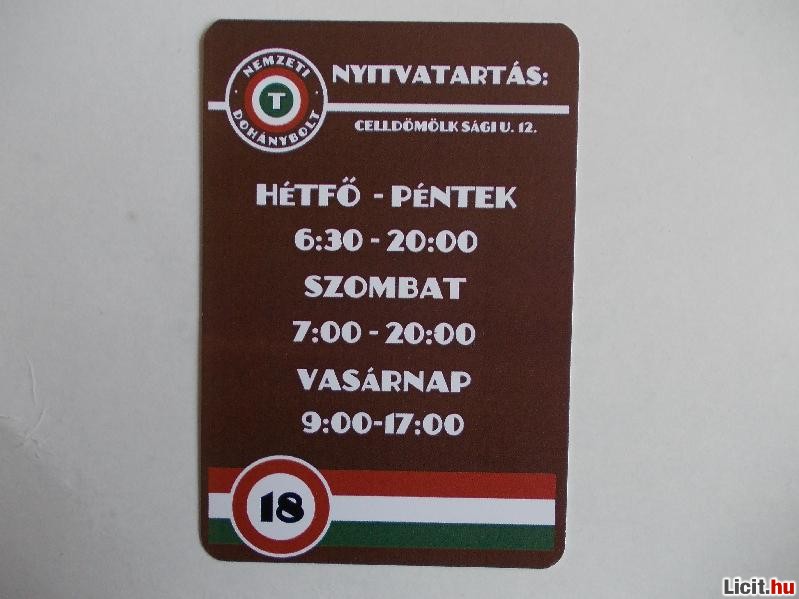 NEMZETI
T
DOHÁNYBOLT
NYITVATARTÁS:
CELLDÖMÖLK SÁGI U. 12.
HÉTFŐ - PÉNTEK
6:30 - 20:00
SZOMBAT
7:00 - 20:00
VASÁRNAP
9:00-17:00
18
Licit.hu